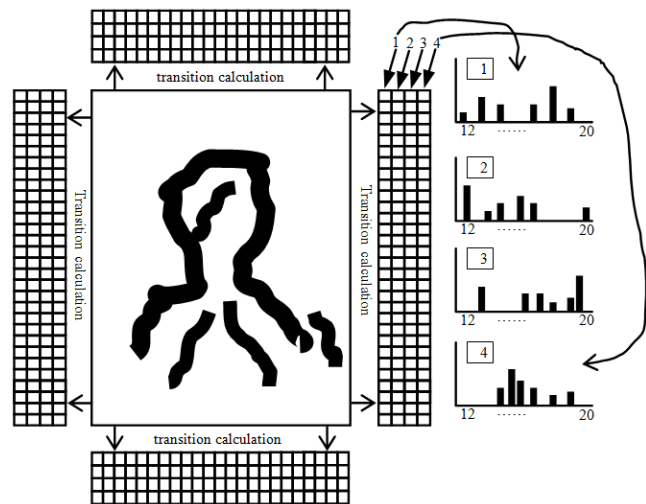 1 2 3 4
transition calculation
1
12 ...... 20
2
12 ...... 20
Transition calculation
Transition calculation
3
12 ...... 20
4
12 ...... 20
transition calculation